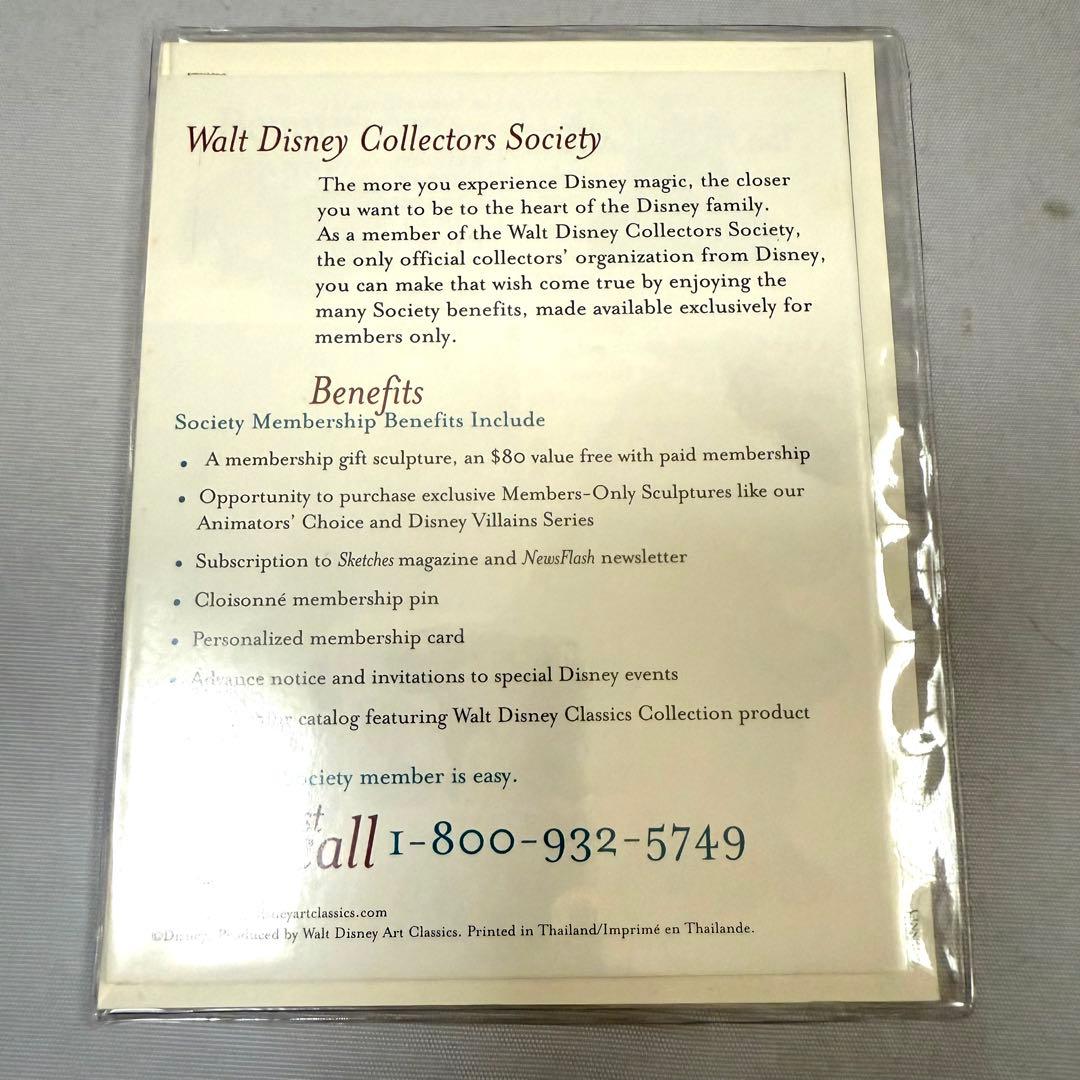 Walt Disney Collectors Society
The more you experience Disney magic, the closer
you want to be to the heart of the Disney family.
As a member of the Walt Disney Collectors Society,
the only official collectors' organization from Disney,
you can make that wish come true by enjoying the
many Society benefits, made available exclusively for
members only.
Benefits
Society Membership Benefits Include
• A membership gift sculpture, an $80 value free with paid membership
• Opportunity to purchase exclusive Members-Only Sculptures like our
Animators' Choice and Disney Villains Series
• Subscription to Sketches magazine and NewsFlash newsletter
• Cloisonné membership pin
• Personalized membership card
• Advance notice and invitations to special Disney events
catalog featuring Walt Disney Classics Collection product
Society member is easy.
Call 1-800-932-5749
disneyartclassics.com
©Disney. Produced by Walt Disney Art Classics. Printed in Thailand/Imprimé en Thailande.